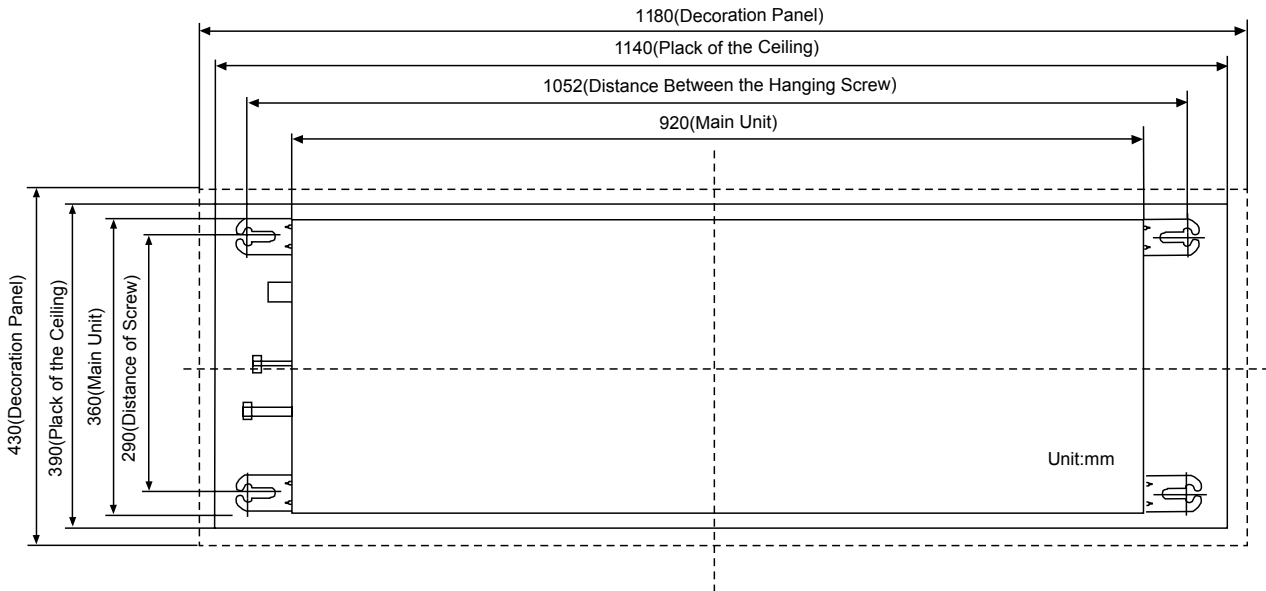 1180(Decoration Panel)
1140(Plack of the Ceiling)
1052(Distance Between the Hanging Screw)
920(Main Unit)
430(Decoration Panel)
390(Plack of the Ceiling)
360(Main Unit)
290(Distance of Screw)
Unit:mm